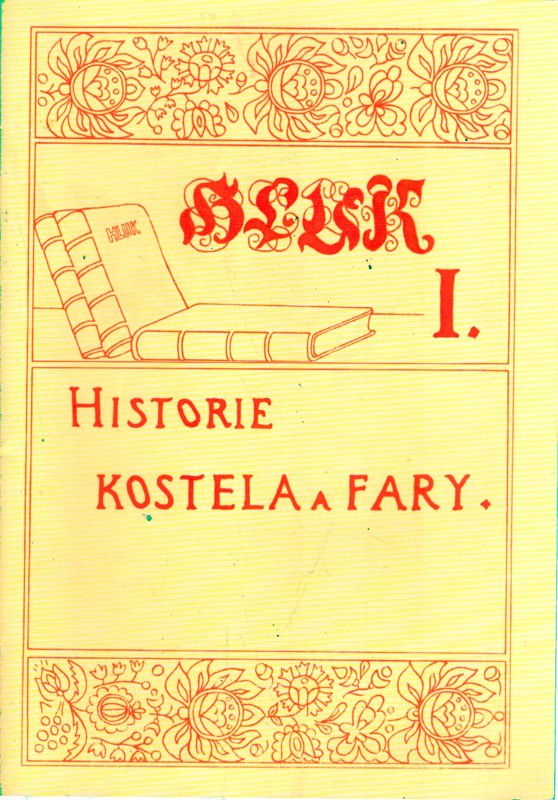 HLUK
HLUK
I.
HISTORIE
KOSTELA A FARY.